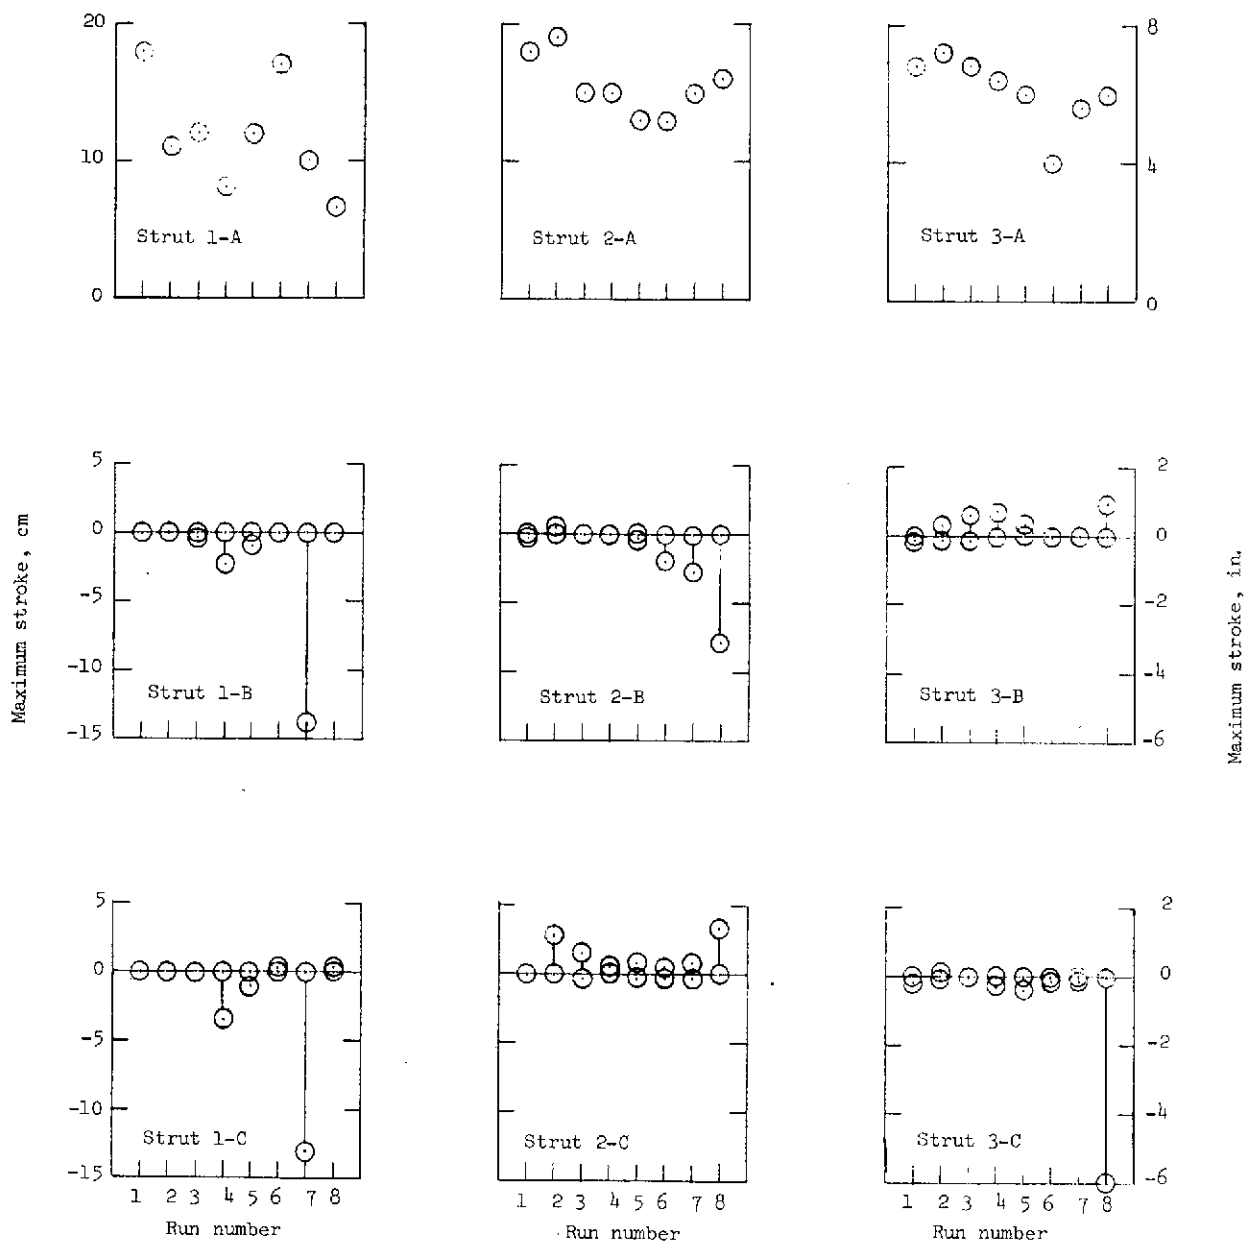 20
10
0
Strut 1-A
Strut 2-A
Strut 3-A
8
4
0
Maximum stroke, cm
5
0
-5
-10
-15
Strut 1-B
Strut 2-B
Strut 3-B
2
0
-2
-4
-6
Maximum stroke, in.
5
0
-5
-10
-15
Strut 1-C
Strut 2-C
Strut 3-C
2
0
-2
-4
-6
1 2 3 4 5 6 7 8
1 2 3 4 5 6 7 8
1 2 3 4 5 6 7 8
Run number
Run number
Run number